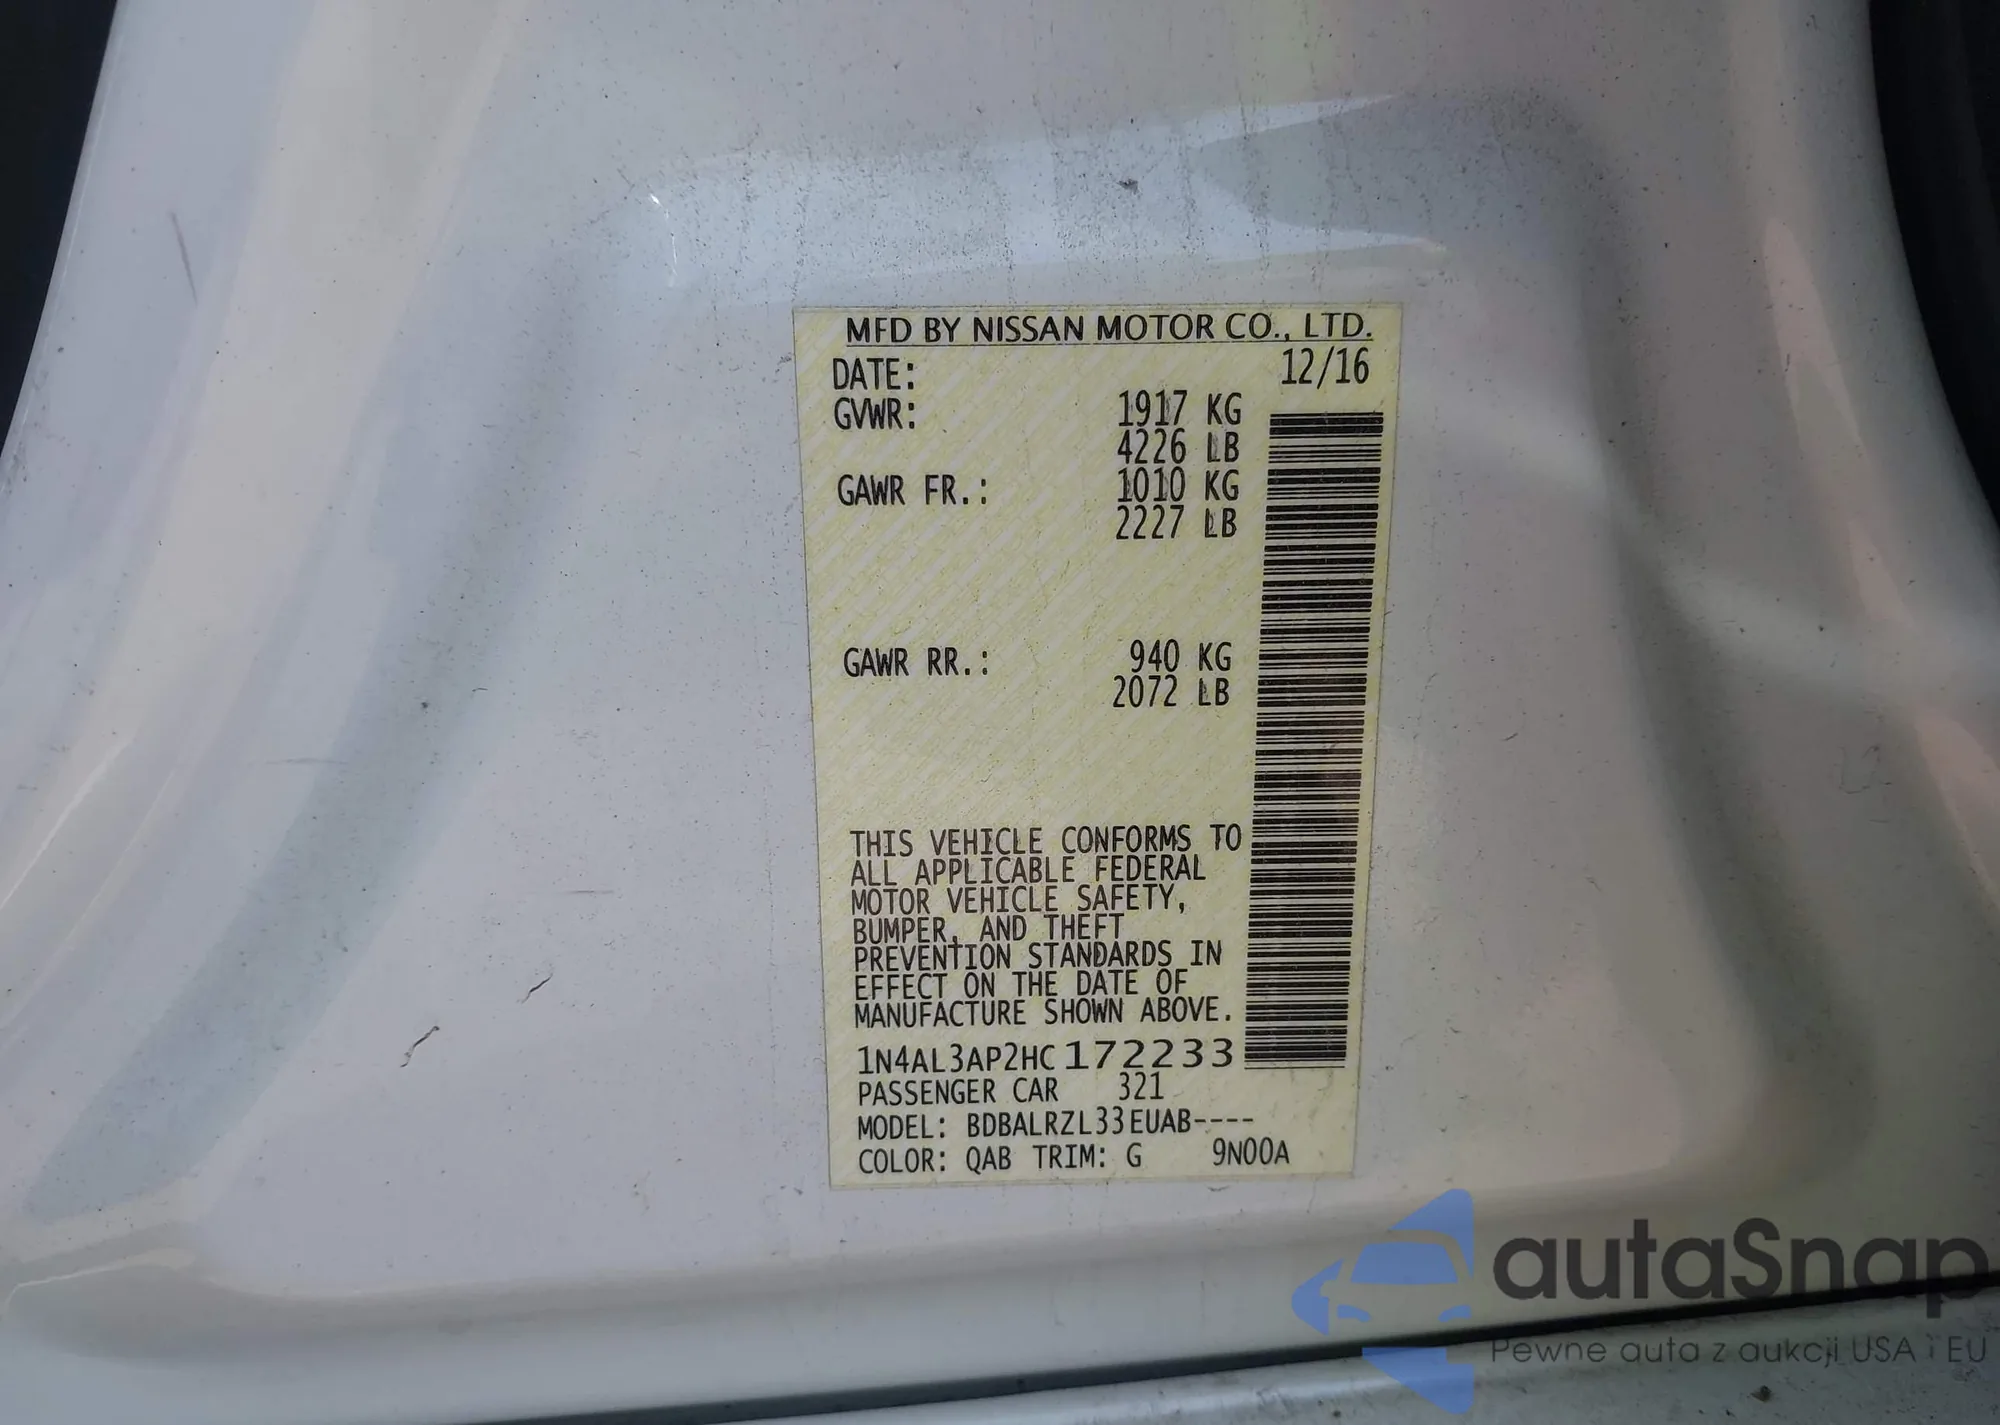 MFD BY NISSAN MOTOR CO., LTD.
DATE: 12/16
GVWR: 1917 KG
4226 LB
GAWR FR.: 1010 KG
2227 LB
GAWR RR.: 940 KG
2072 LB
THIS VEHICLE CONFORMS TO
ALL APPLICABLE FEDERAL
MOTOR VEHICLE SAFETY,
BUMPER, AND THEFT
PREVENTION STANDARDS IN
EFFECT ON THE DATE OF
MANUFACTURE SHOWN ABOVE.
1N4AL3AP2HC172233
PASSENGER CAR 321
MODEL: BDBALRZL33EUAB----
COLOR: QAB TRIM: G 9N00A
autaSnap
Pewne auta z aukcji USA i EU